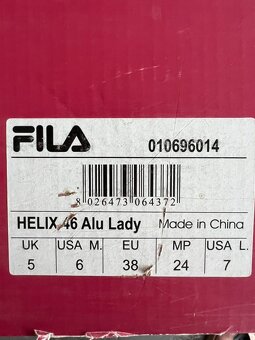 FILA 010696014
8 026473 064372
HELIX 46 Alu Lady Made in China
UK USA M. EU MP USA L.
5 6 38 24 7